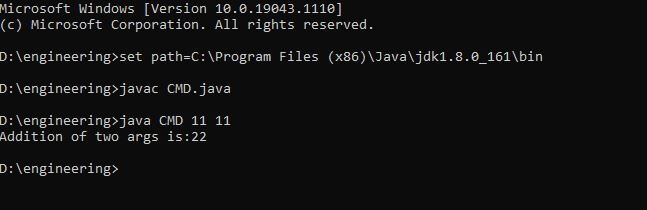 Microsoft Windows [Version 10.0.19043.1110]
(c) Microsoft Corporation. All rights reserved.
D:\engineering>set path=C:\Program Files (x86)\Java\jdk1.8.0_161\bin
D:\engineering>javac CMD.java
D:\engineering>java CMD 11 11
Addition of two args is:22
D:\engineering>